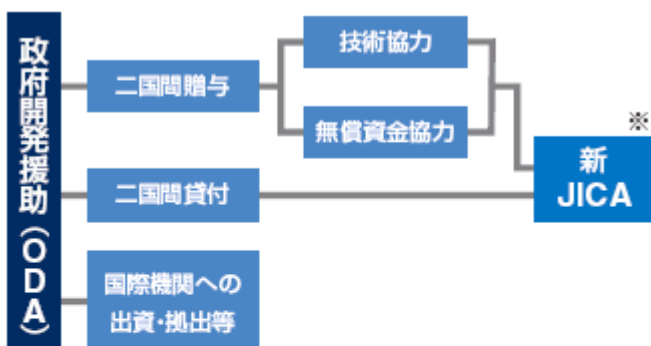 政府開発援助（ODA）
二国間贈与
技術協力
無償資金協力
二国間貸付
※
新
JICA
国際機関への
出資・拠出等